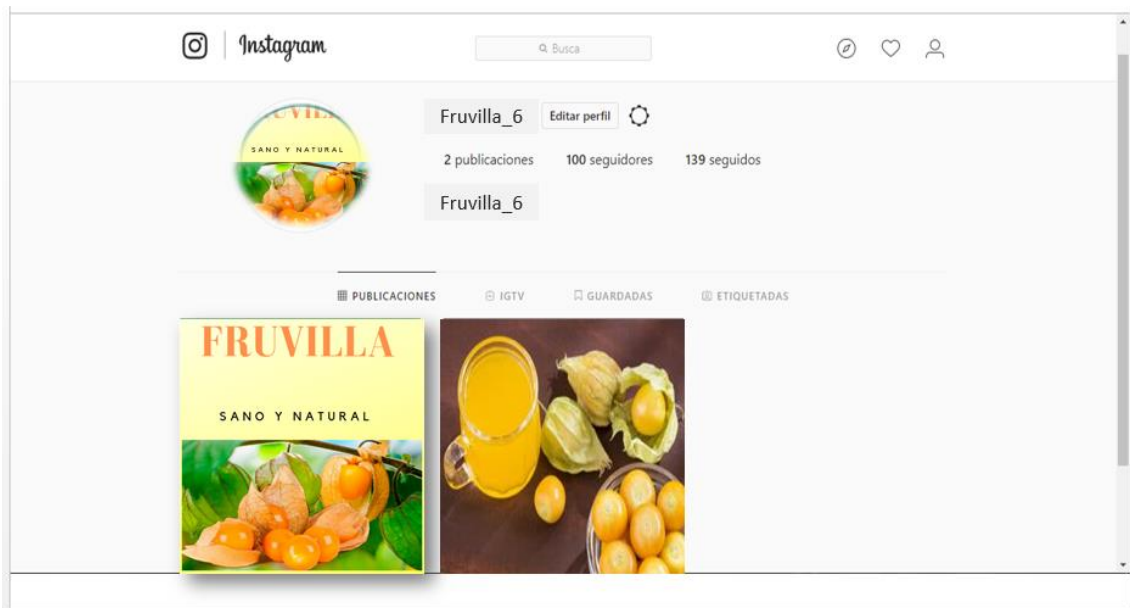 Instagram
Busca
Fruvilla_6 Editar perfil
2 publicaciones 100 seguidores 139 seguidos
Fruvilla_6
SANO Y NATURAL
PUBLICACIONES IGTV GUARDADAS ETIQUETADAS
FRUVILLA
SANO Y NATURAL